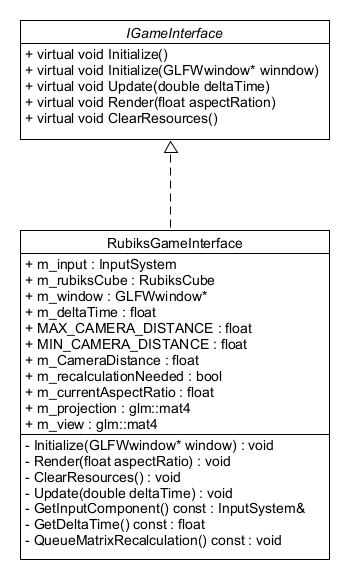 IGameInterface
+ virtual void Initialize()
+ virtual void Initialize(GLFWwindow* winndow)
+ virtual void Update(double deltaTime)
+ virtual void Render(float aspectRation)
+ virtual void ClearResources()
RubiksGameInterface
+ m_input : InputSystem
+ m_rubiksCube : RubiksCube
+ m_window : GLFWwindow*
+ m_deltaTime : float
+ MAX_CAMERA_DISTANCE : float
+ MIN_CAMERA_DISTANCE : float
+ m_CameraDistance : float
+ m_recalculationNeeded : bool
+ m_currentAspectRatio : float
+ m_projection : glm::mat4
+ m_view : glm::mat4
- Initialize(GLFWwindow* window) : void
- Render(float aspectRatio) : void
- ClearResources() : void
- Update(double deltaTime) : void
- GetInputComponent() const : InputSystem&
- GetDeltaTime() const : float
- QueueMatrixRecalculation() const : void